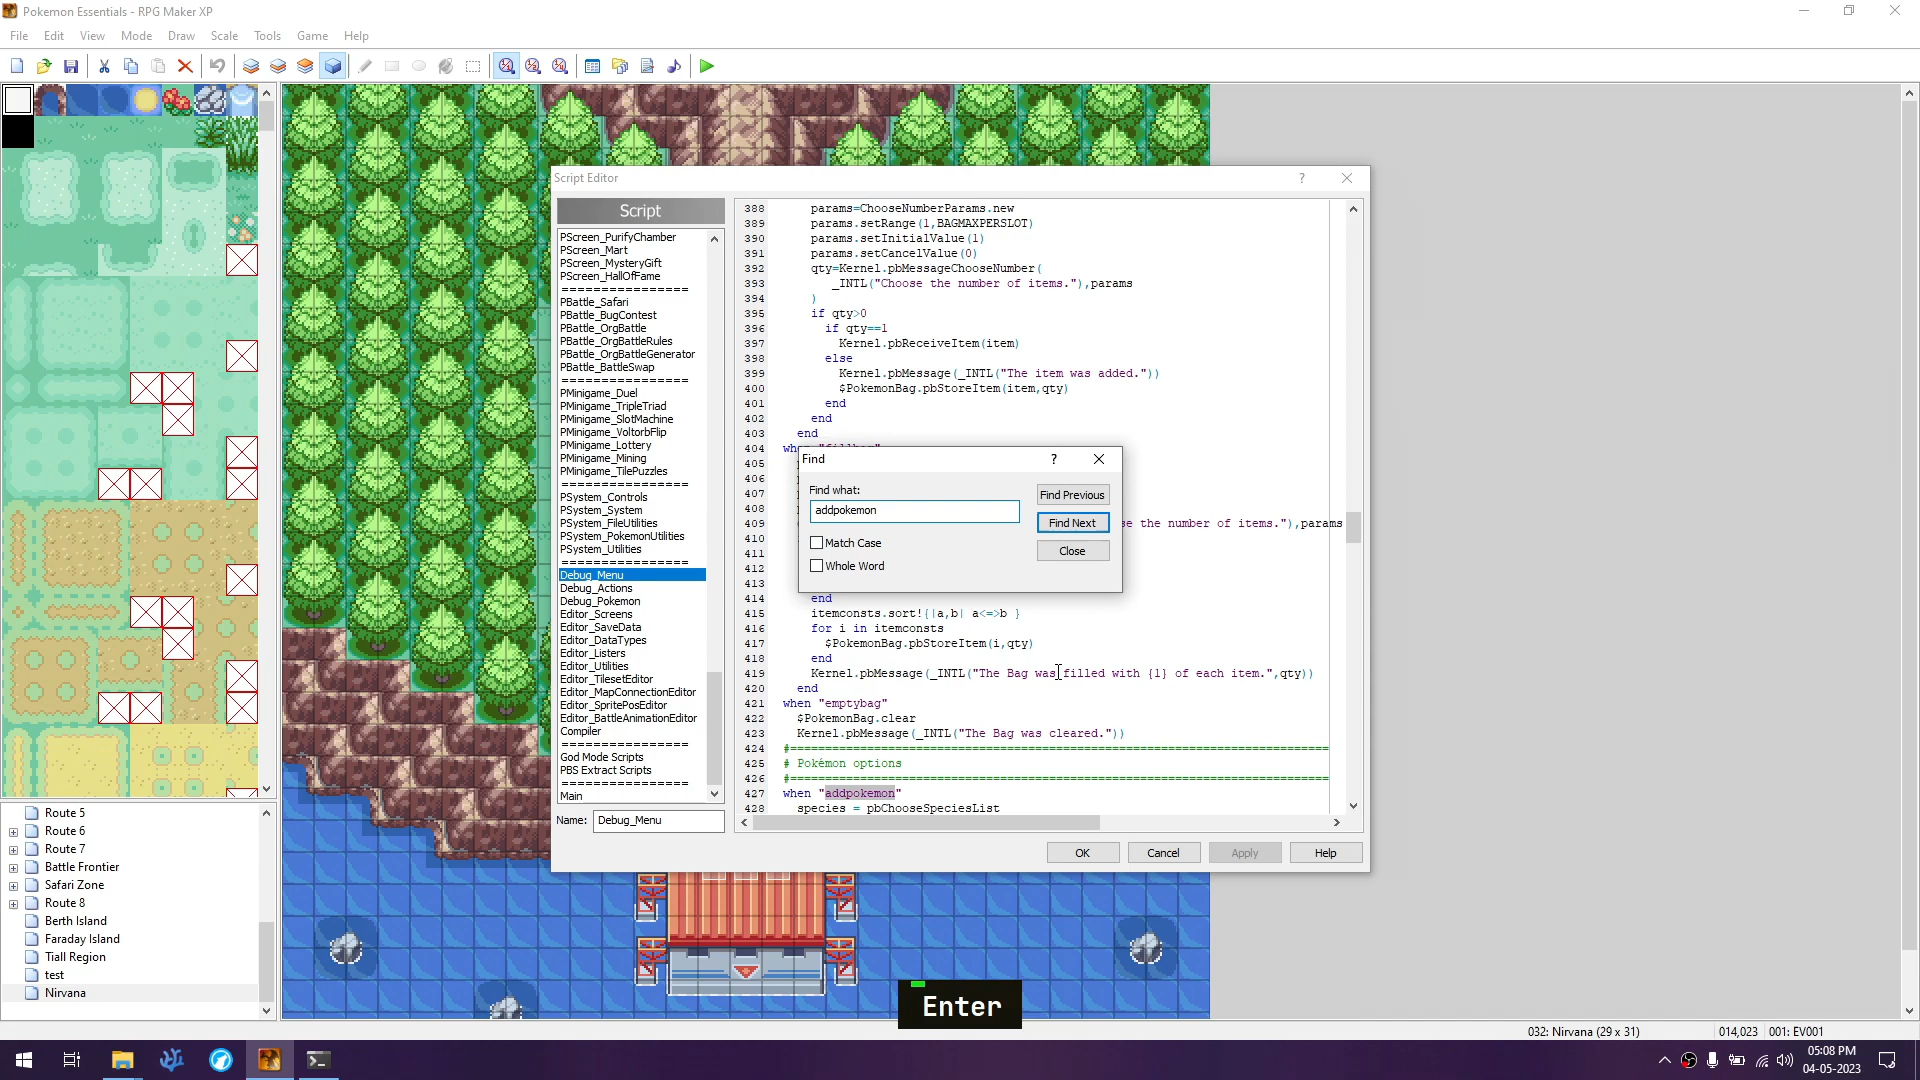 Pokemon Essentials - RPG Maker XP
File Edit View Mode Draw Scale Tools Game Help
Script Editor
Script
PScreen_PurifyChamber
PScreen_Mart
PScreen_MysteryGift
PScreen_HallOfFame
================
PBattle_Safari
PBattle_BugContest
PBattle_OrgBattle
PBattle_OrgBattleRules
PBattle_OrgBattleGenerator
PBattle_BattleSwap
================
PMinigame_Duel
PMinigame_TripleTriad
PMinigame_SlotMachine
PMinigame_VoltorbFlip
PMinigame_Lottery
PMinigame_Mining
PMinigame_TilePuzzles
================
PSystem_Controls
PSystem_System
PSystem_FileUtilities
PSystem_PokemonUtilities
PSystem_Utilities
================
Debug_Menu
Debug_Actions
Debug_Pokemon
Editor_Screens
Editor_SaveData
Editor_DataTypes
Editor_Listers
Editor_Utilities
Editor_TilesetEditor
Editor_MapConnectionEditor
Editor_SpritePosEditor
Editor_BattleAnimationEditor
Compiler
================
God Mode Scripts
PBS Extract Scripts
================
Main
Name: Debug_Menu
388 params=ChooseNumberParams.new
389 params.setRange(1,BAGMAXPERSLOT)
390 params.setInitialValue(1)
391 params.setCancelValue(0)
392 qty=Kernel.pbMessageChooseNumber(
393 _INTL("Choose the number of items."),params
394 )
395 if qty>0
396 if qty==1
397 Kernel.pbReceiveItem(item)
398 else
399 Kernel.pbMessage(_INTL("The item was added."))
400 $PokemonBag.pbStoreItem(item,qty)
401 end
402 end
403 end
404
405
406
407
408
409 se the number of items."),params
410
411
412
413
414 end
415 itemconsts.sort!{|a,b| a<=>b }
416 for i in itemconsts
417 $PokemonBag.pbStoreItem(i,qty)
418 end
419 Kernel.pbMessage(_INTL("The Bag was filled with {1} of each item.",qty))
420 end
421 when "emptybag"
422 $PokemonBag.clear
423 Kernel.pbMessage(_INTL("The Bag was cleared."))
424 #===========================================================================
425 # Pokémon options
426 #===========================================================================
427 when "addpokemon"
428 species = pbChooseSpeciesList
Find
Find what:
addpokemon
Match Case
Whole Word
Find Previous
Find Next
Close
OK Cancel Apply Help
Route 5
Route 6
Route 7
Battle Frontier
Safari Zone
Route 8
Berth Island
Faraday Island
Tiall Region
test
Nirvana
Enter
032: Nirvana (29 x 31) 014,023 001: EV001
05:08 PM
04-05-2023